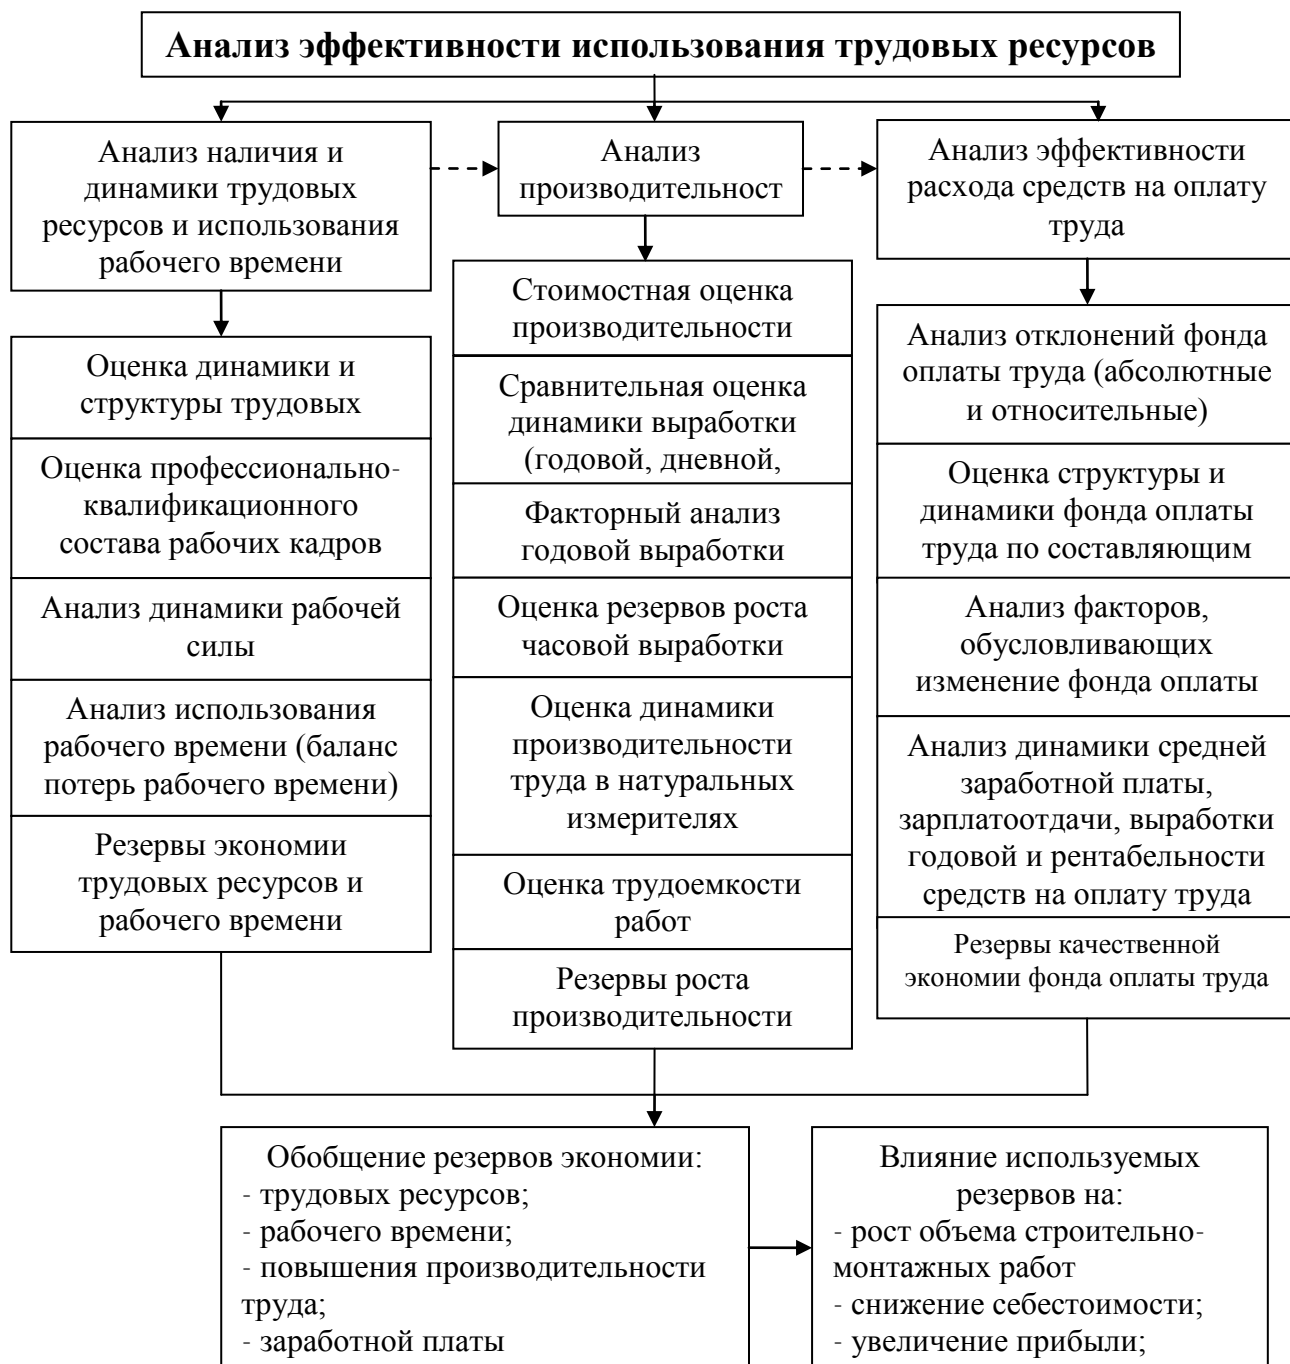 Анализ эффективности использования трудовых ресурсов
Анализ наличия и
динамики трудовых
ресурсов и использования
рабочего времени
Анализ
производительност
Анализ эффективности
расхода средств на оплату
труда
Оценка динамики и
структуры трудовых
Оценка профессионально-
квалификационного
состава рабочих кадров
Анализ динамики рабочей
силы
Анализ использования
рабочего времени (баланс
потерь рабочего времени)
Резервы экономии
трудовых ресурсов и
рабочего времени
Стоимостная оценка
производительности
Сравнительная оценка
динамики выработки
(годовой, дневной,
Факторный анализ
годовой выработки
Оценка резервов роста
часовой выработки
Оценка динамики
производительности
труда в натуральных
измерителях
Оценка трудоемкости
работ
Резервы роста
производительности
Анализ отклонений фонда
оплаты труда (абсолютные
и относительные)
Оценка структуры и
динамики фонда оплаты
труда по составляющим
Анализ факторов,
обусловливающих
изменение фонда оплаты
Анализ динамики средней
заработной платы,
зарплатоотдачи, выработки
годовой и рентабельности
средств на оплату труда
Резервы качественной
экономии фонда оплаты труда
Обобщение резервов экономии:
- трудовых ресурсов;
- рабочего времени;
- повышения производительности
труда;
- заработной платы
Влияние используемых
резервов на:
- рост объема строительно-
монтажных работ
- снижение себестоимости;
- увеличение прибыли;